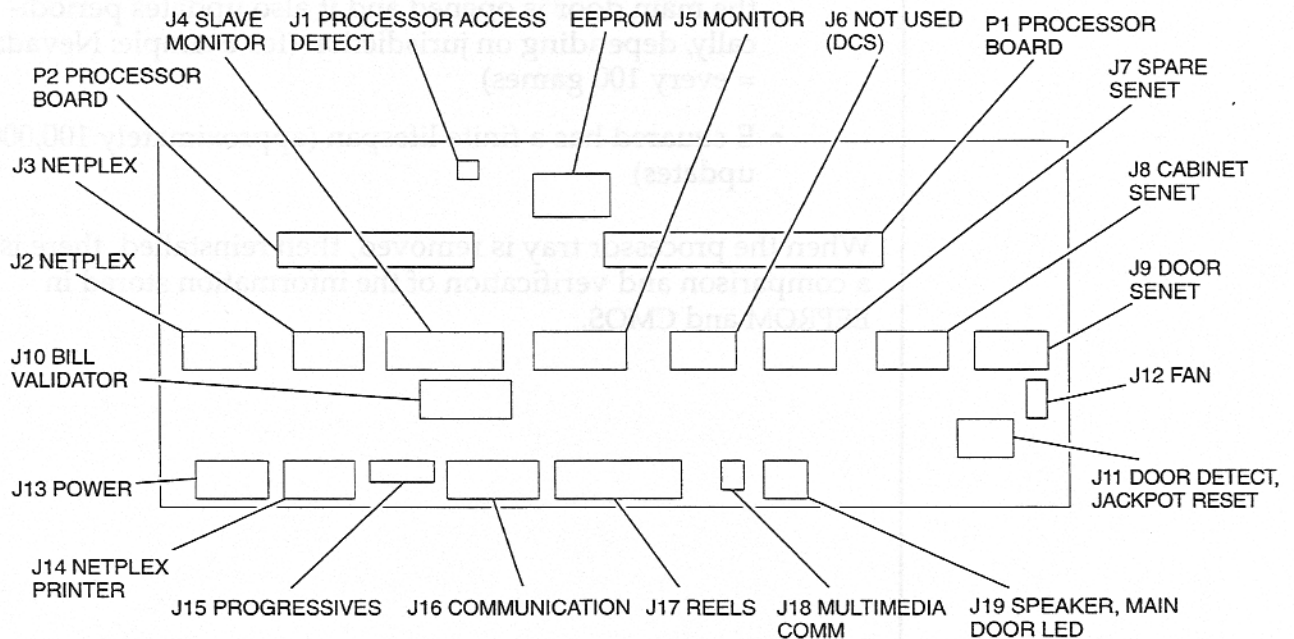 J4 SLAVE
MONITOR
J1 PROCESSOR ACCESS
DETECT
EEPROM
J5 MONITOR
J6 NOT USED
(DCS)
P1 PROCESSOR
BOARD
P2 PROCESSOR
BOARD
J7 SPARE
SENET
J3 NETPLEX
J8 CABINET
SENET
J2 NETPLEX
J9 DOOR
SENET
J10 BILL
VALIDATOR
J12 FAN
J13 POWER
J11 DOOR DETECT,
JACKPOT RESET
J14 NETPLEX
PRINTER
J15 PROGRESSIVES
J16 COMMUNICATION
J17 REELS
J18 MULTIMEDIA
COMM
J19 SPEAKER, MAIN
DOOR LED